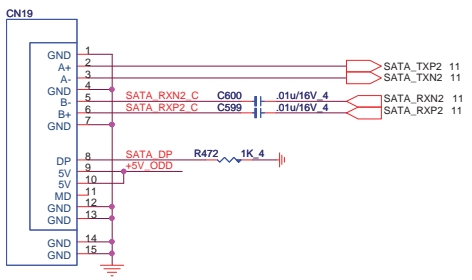 CN19
GND 1
A+ 2 SATA_TXP2 11
A- 3 SATA_TXN2 11
GND 4
B- 5 SATA_RXN2_C C600 .01u/16V_4 SATA_RXN2 11
B+ 6 SATA_RXP2_C C599 .01u/16V_4 SATA_RXP2 11
GND 7
DP 8 SATA_DP R472 1K_4
5V 9 +5V_ODD
5V 10
MD 11
GND 12
GND 13
GND 14
GND 15